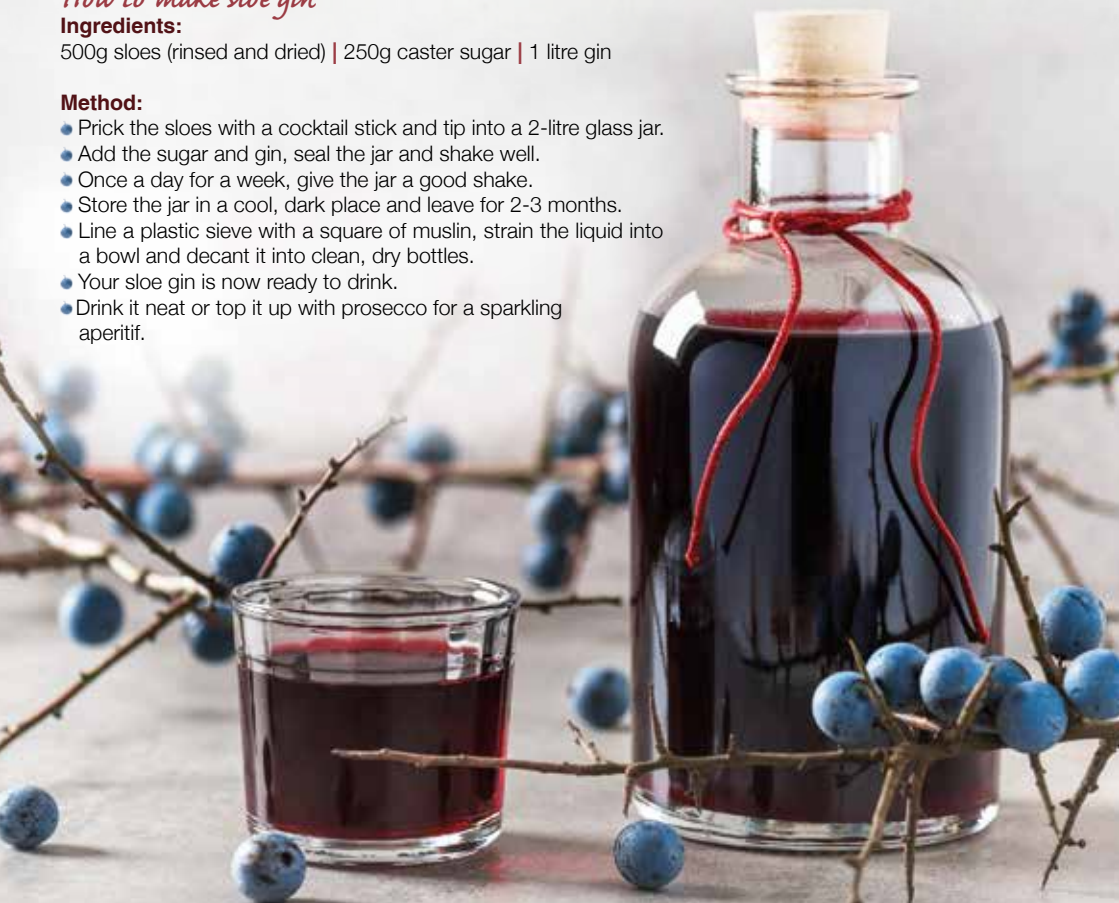 How to make sloe gin
Ingredients:
500g sloes (rinsed and dried) | 250g caster sugar | 1 litre gin
Method:
Prick the sloes with a cocktail stick and tip into a 2-litre glass jar.
Add the sugar and gin, seal the jar and shake well.
Once a day for a week, give the jar a good shake.
Store the jar in a cool, dark place and leave for 2-3 months.
Line a plastic sieve with a square of muslin, strain the liquid into
a bowl and decant it into clean, dry bottles.
Your sloe gin is now ready to drink.
Drink it neat or top it up with prosecco for a sparkling
aperitif.